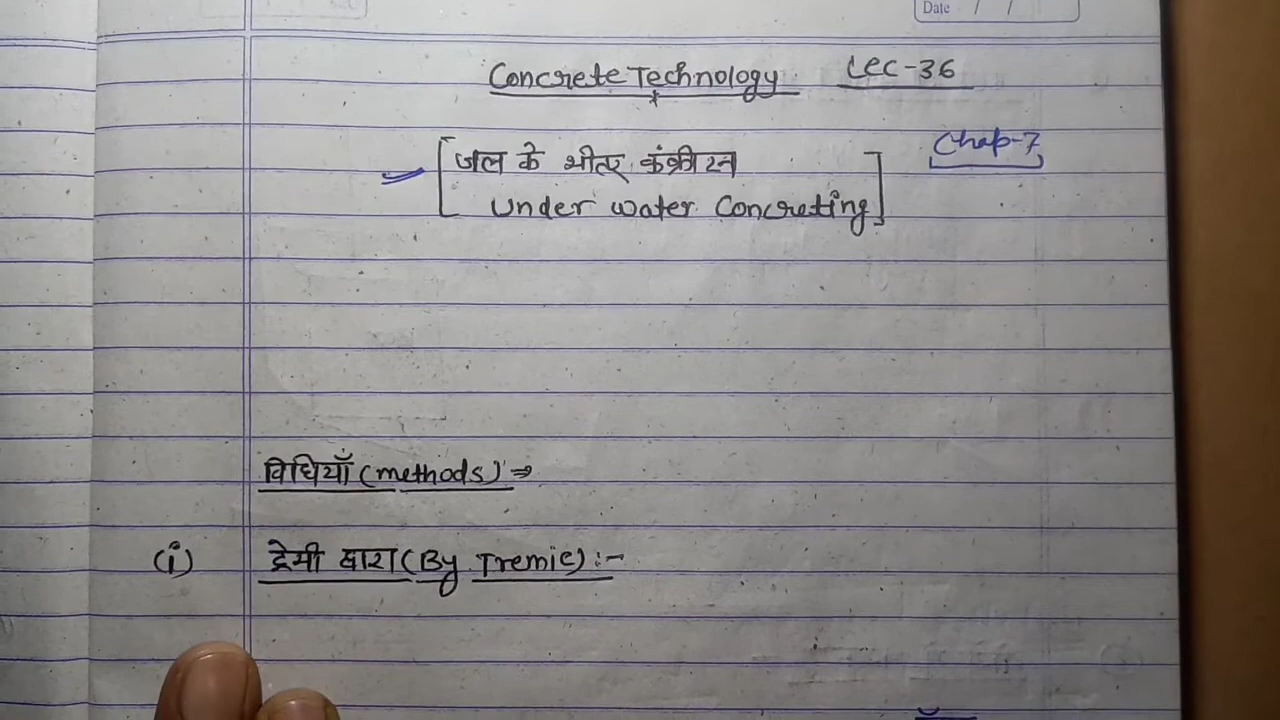 Date / /
Concrete Technology Lec-36
जल के भीतर कंक्रीटन Chap-7
Under water Concreting
विधियाँ (methods) ⇒
(i) ट्रेमी द्वारा (By Tremie) :-